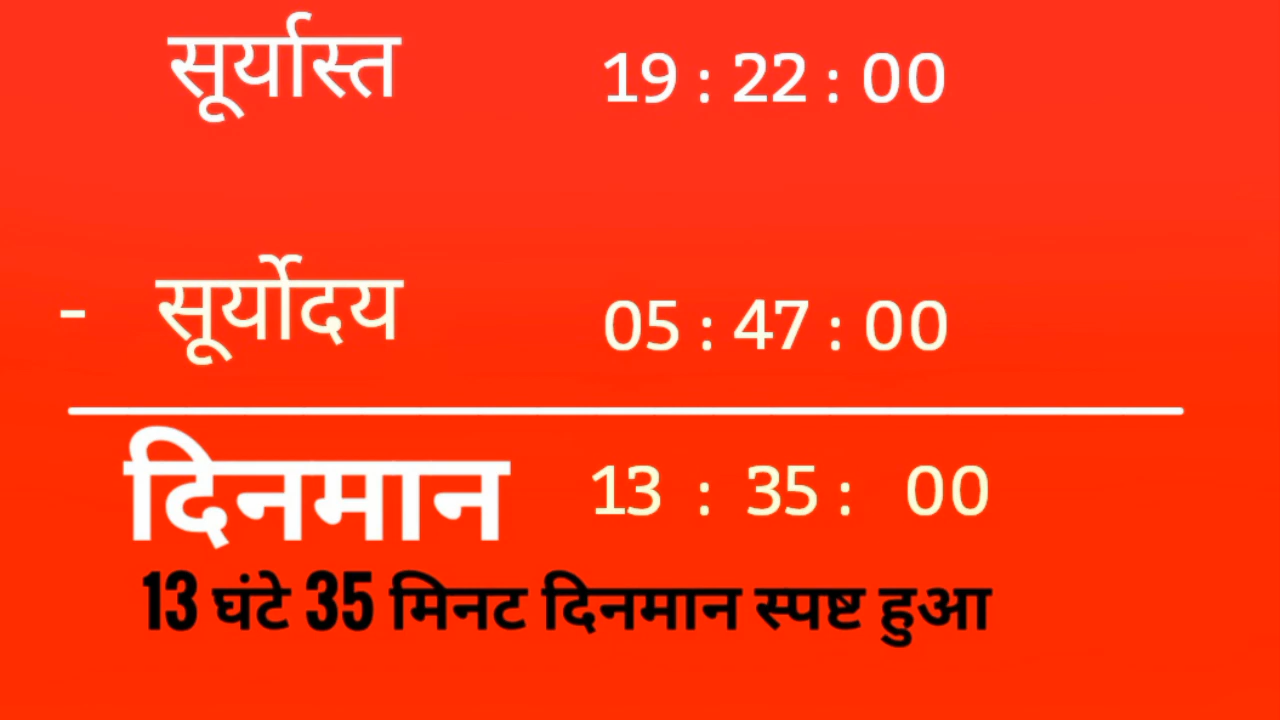 सूर्यास्त 19 : 22 : 00
- सूर्योदय 05 : 47 : 00
दिनमान 13 : 35 : 00
13 घंटे 35 मिनट दिनमान स्पष्ट हुआ